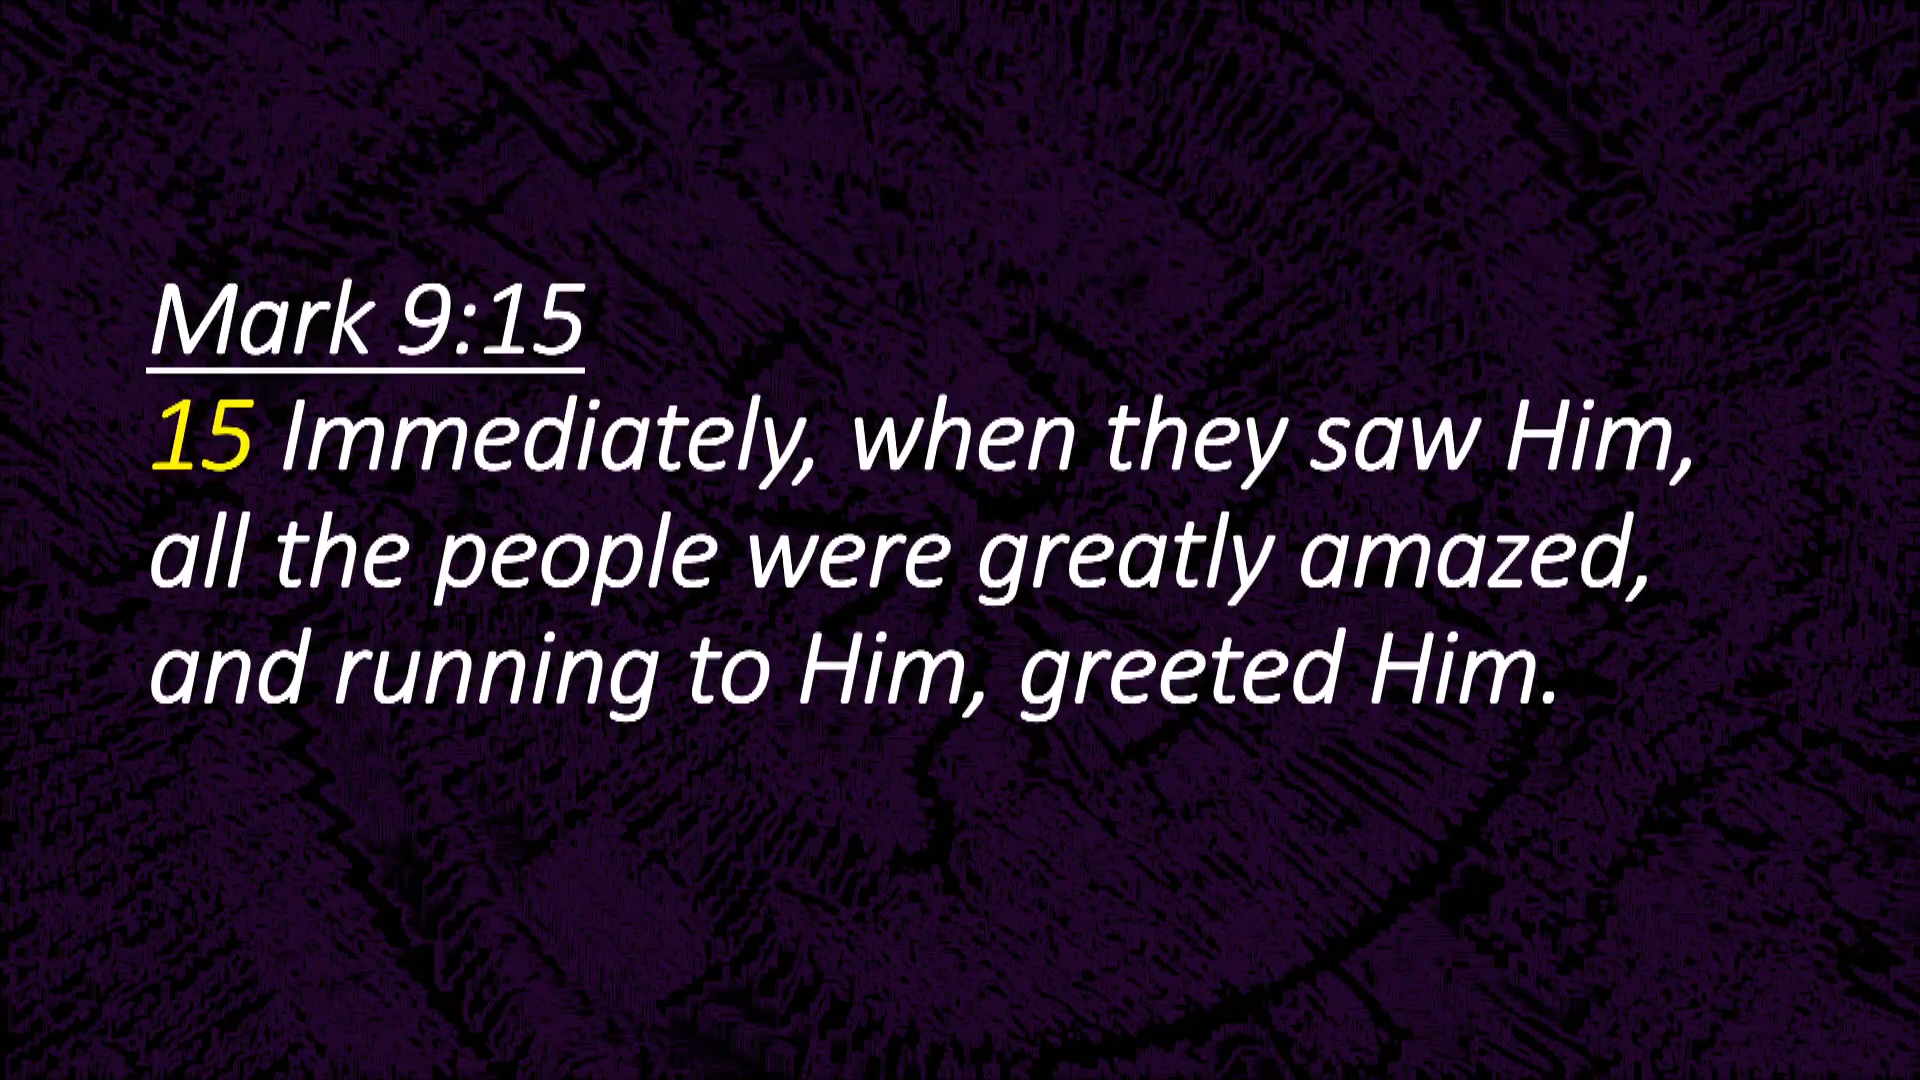 Mark 9:15
15 Immediately, when they saw Him,
all the people were greatly amazed,
and running to Him, greeted Him.